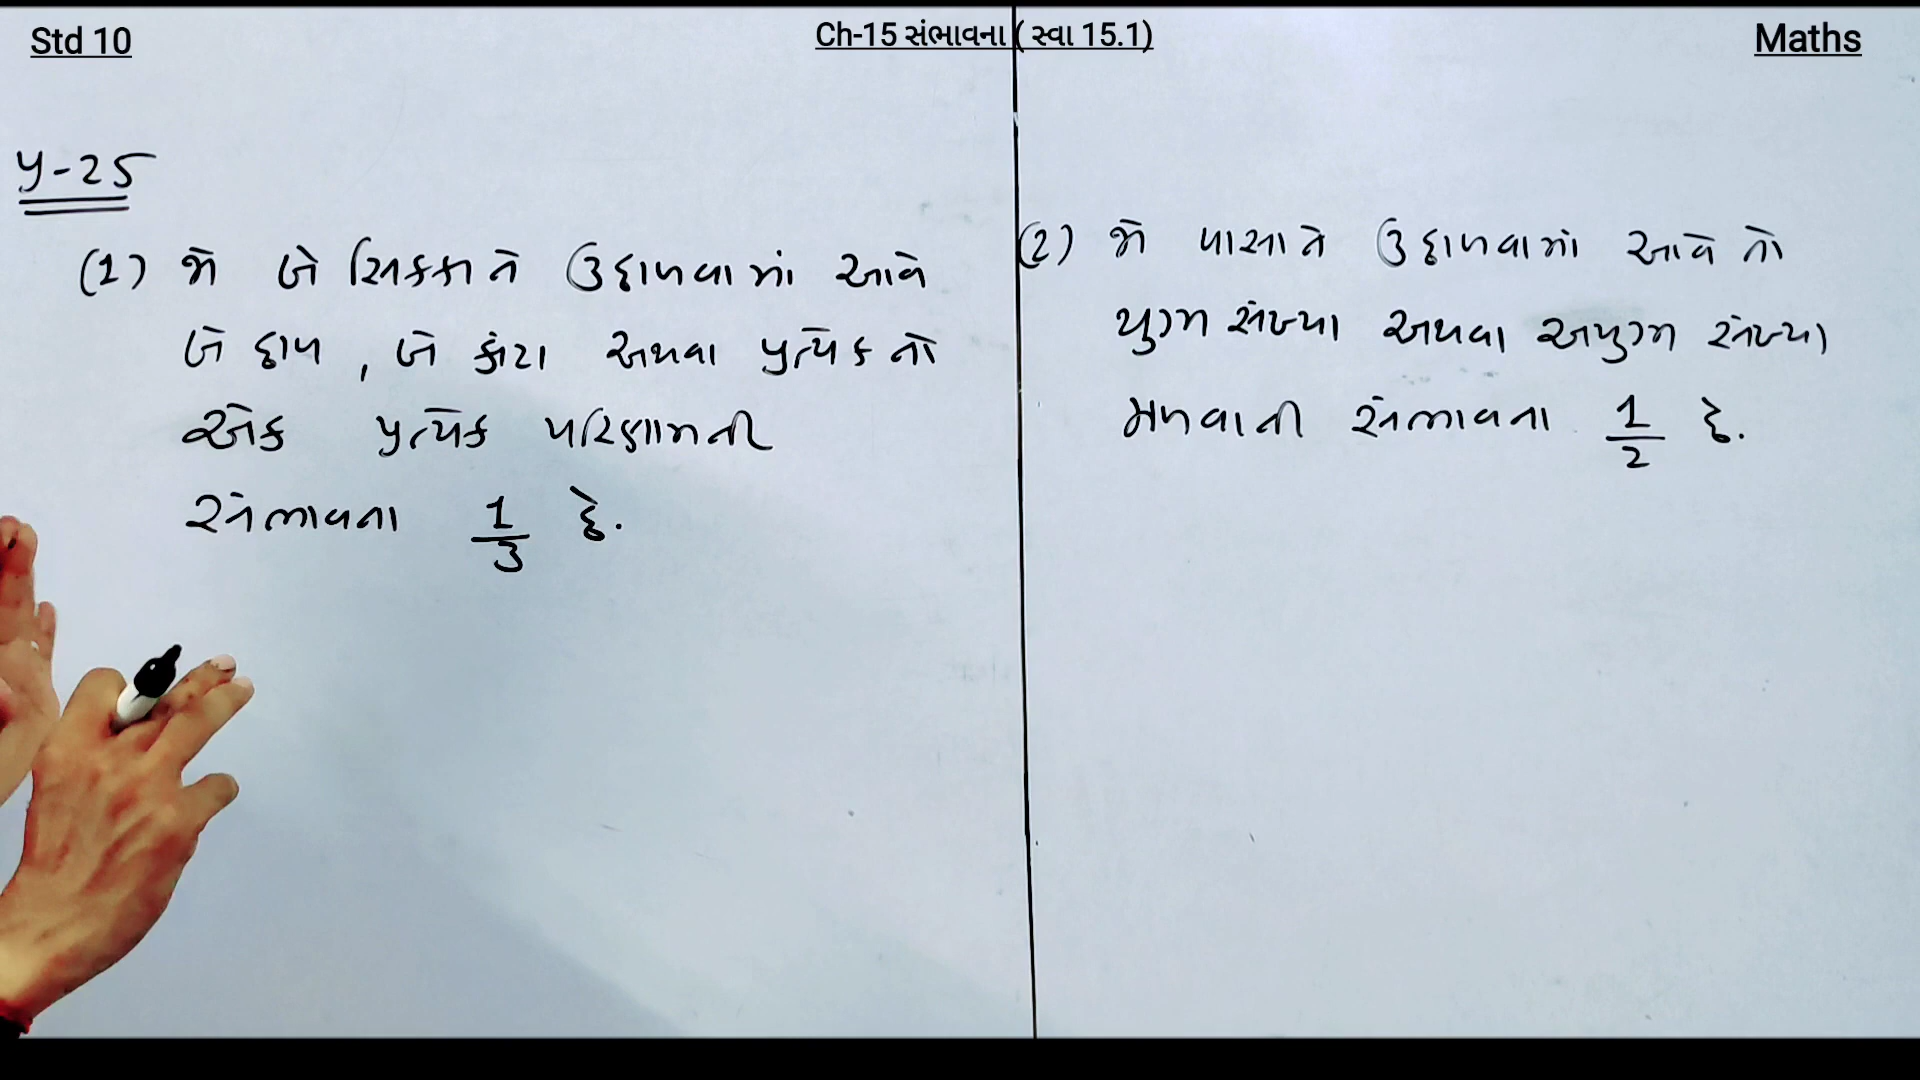 Std 10
Ch-15 સંભાવના ( સ્વા 15.1)
Maths
પ્ર-25
(1) જો બે સિક્કાને ઉછાળવામાં આવે
બે છાપ, બે કાંટા અથવા પ્રત્યેકનો
એક પ્રત્યેક પરિણામની
સંભાવના 1/3 છે.
(2) જો પાસાને ઉછાળવામાં આવે તો
યુગ્મ સંખ્યા અથવા અયુગ્મ સંખ્યા
મળવાની સંભાવના 1/2 છે.